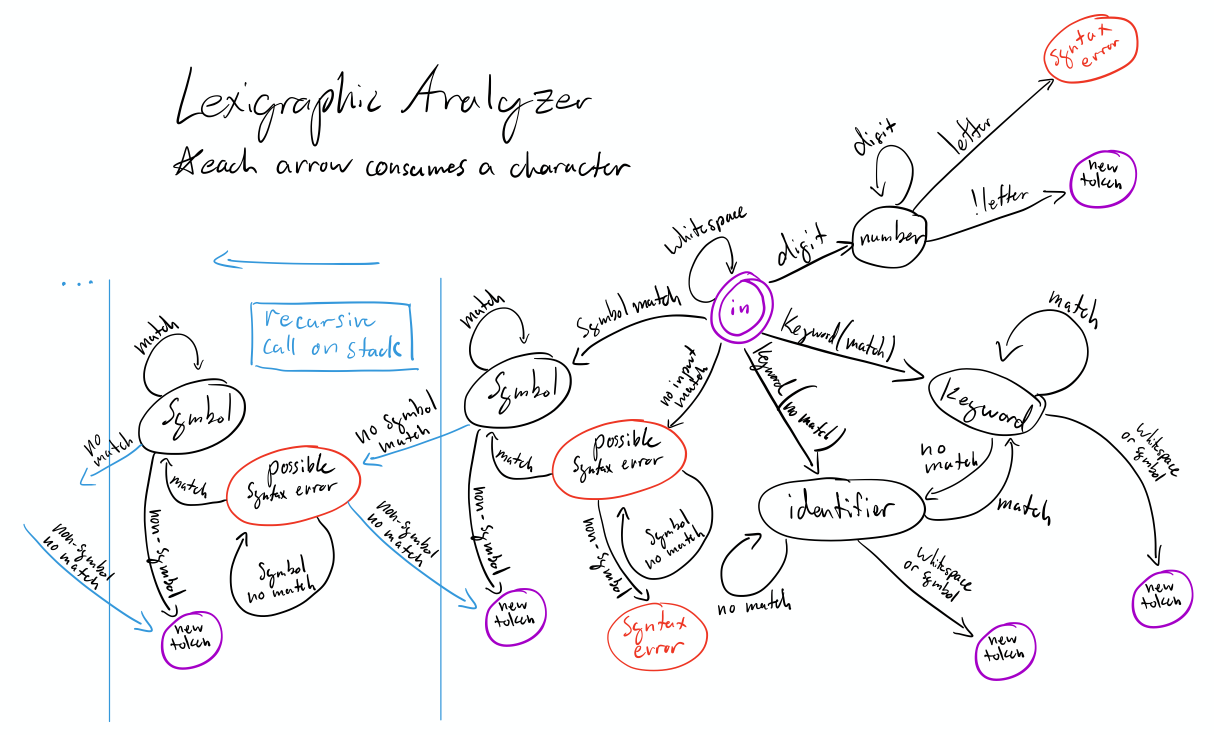 Lexigraphic Analyzer
*each arrow consumes a character
syntax
error
letter
digit
new
token
!letter
number
digit
whitespace
in
Symbol match
no input
match
Keyword(match)
Keyword(no match)
match
Keyword
no
match
match
whitespace
or symbol
new
token
identifier
no match
whitespace
or symbol
new
token
...
recursive
call on stack
match
Symbol
no symbol
match
possible
Syntax error
match
Symbol
no match
non-symbol
non-symbol
new
token
Syntax
error
match
Symbol
no
match
possible
Syntax error
match
Symbol
no match
non-symbol
no match
non-symbol
non-symbol
no match
new
token